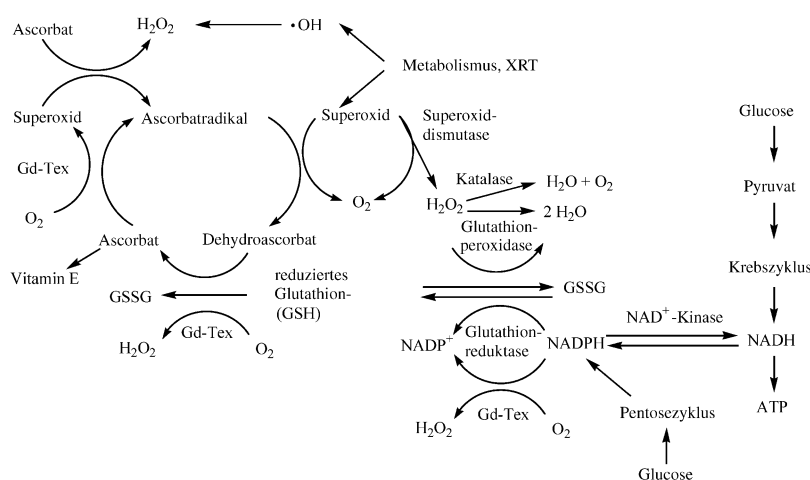 Ascorbat
H₂O₂
•OH
Metabolismus, XRT
Superoxid
Ascorbatradikal
Superoxid
Superoxid-
dismutase
Glucose
Gd-Tex
O₂
O₂
Katalase
H₂O₂
H₂O + O₂
2 H₂O
Pyruvat
Ascorbat
Dehydroascorbat
Glutathion-
peroxidase
Vitamin E
GSSG
reduziertes
Glutathion-
(GSH)
GSSG
Krebszyklus
H₂O₂
Gd-Tex
O₂
NADP⁺
Glutathion-
reduktase
NADPH
NAD⁺-Kinase
NADH
H₂O₂
Gd-Tex
O₂
Pentosezyklus
ATP
Glucose